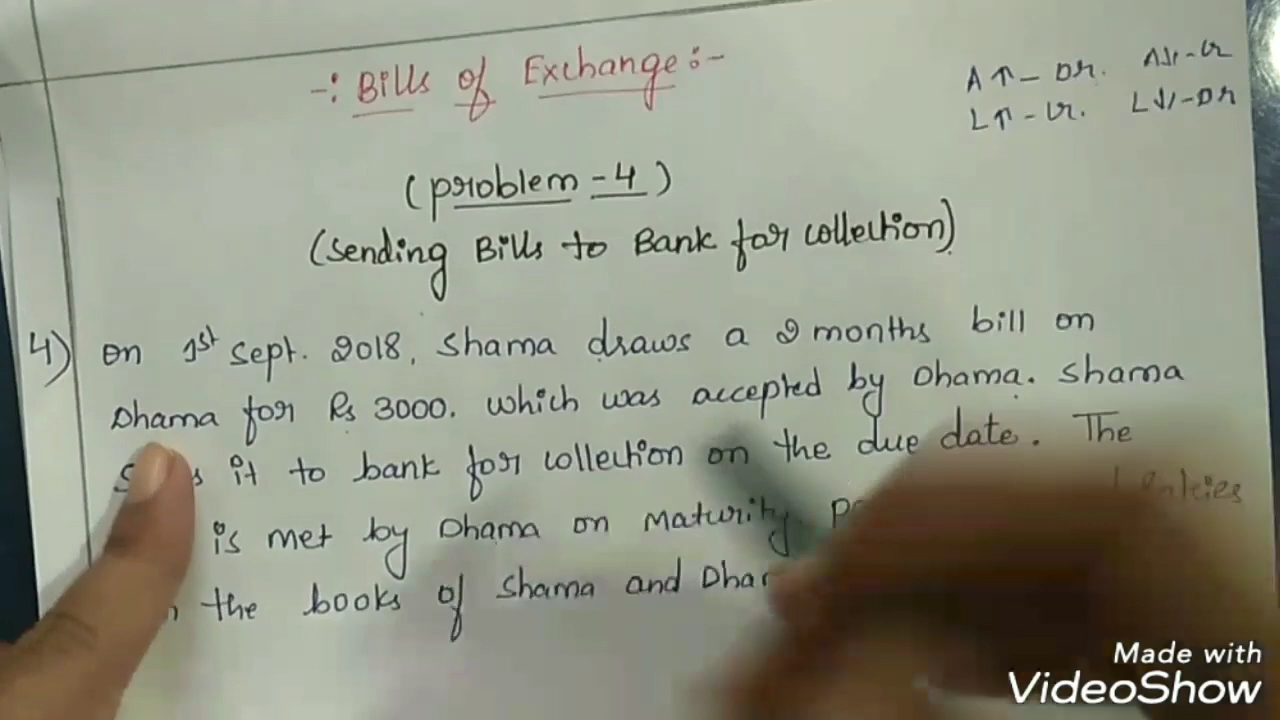 -: Bills of Exchange :-
A↑ - Dr. A↓ - Cr
L↑ - Cr. L↓ - Dr
(problem - 4)
(Sending Bills to Bank for collection)
4) On 1st Sept. 2018, Shama draws a 2 months bill on
Dhama for Rs 3000. which was accepted by Dhama. Shama
it to bank for collection on the due date. The
is met by Dhama on maturity.
the books of Shama and
Made with
VideoShow